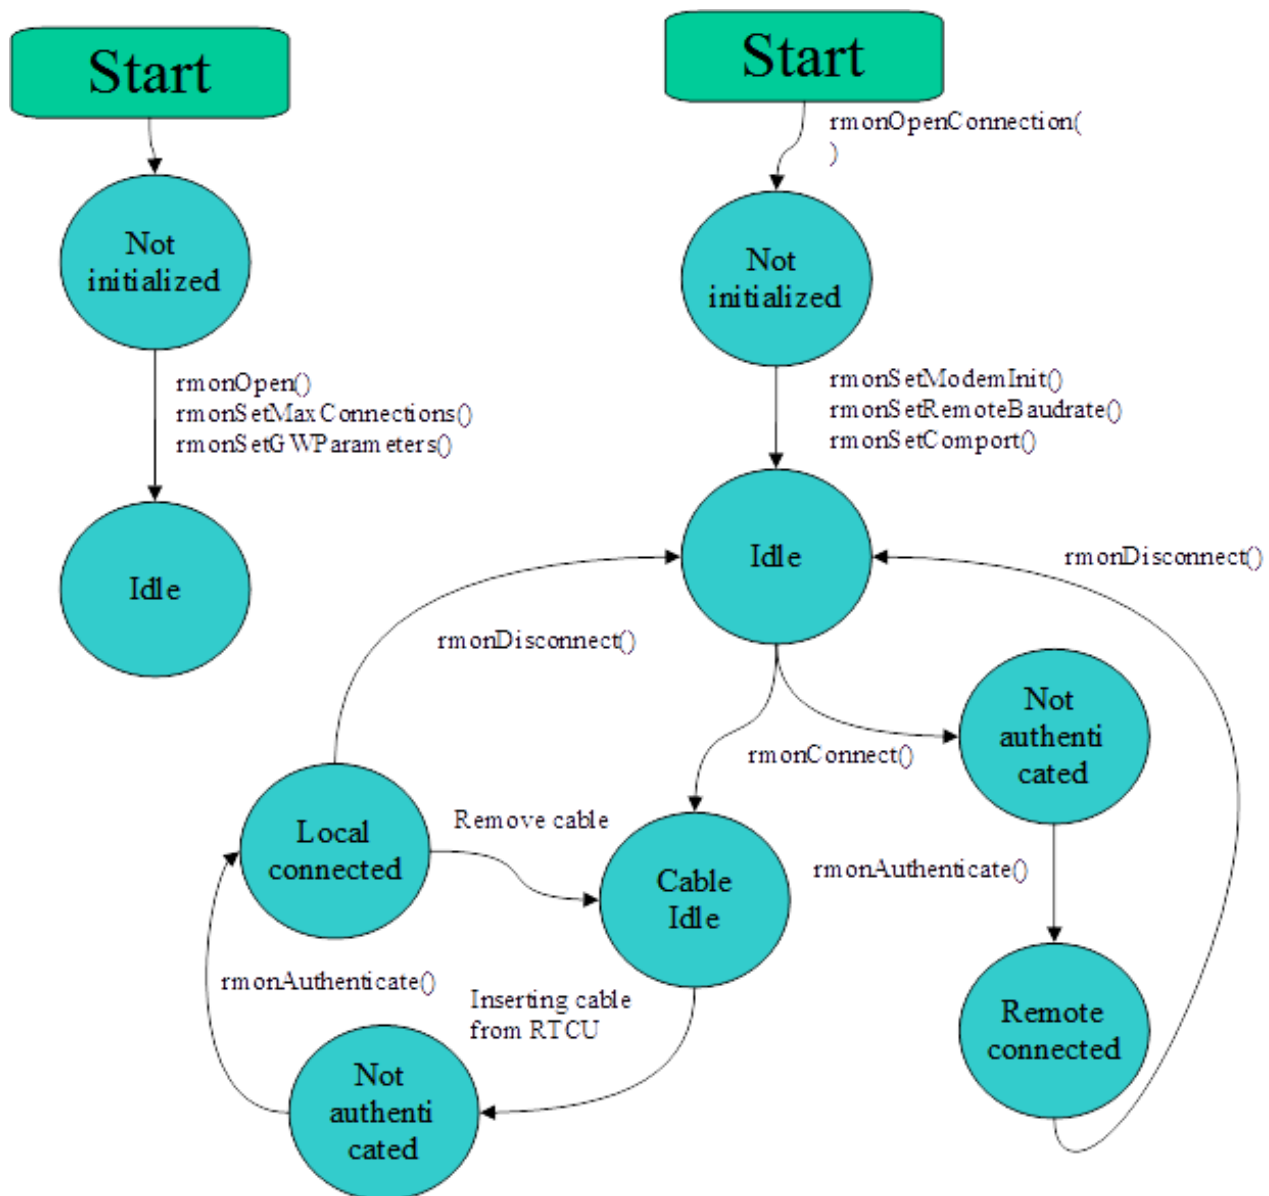 Start
Not
initialized
rmonOpen()
rmonSetMaxConnections()
rmonSetGWParameters()
Idle
Start
rmonOpenConnection(
)
Not
initialized
rmonSetModemInit()
rmonSetRemoteBaudrate()
rmonSetComport()
Idle
rmonDisconnect()
rmonDisconnect()
rmonConnect()
Not
authenti
cated
Local
connected
Remove cable
Cable
Idle
rmonAuthenticate()
rmonAuthenticate()
Inserting cable
from RTCU
Remote
connected
Not
authenti
cated